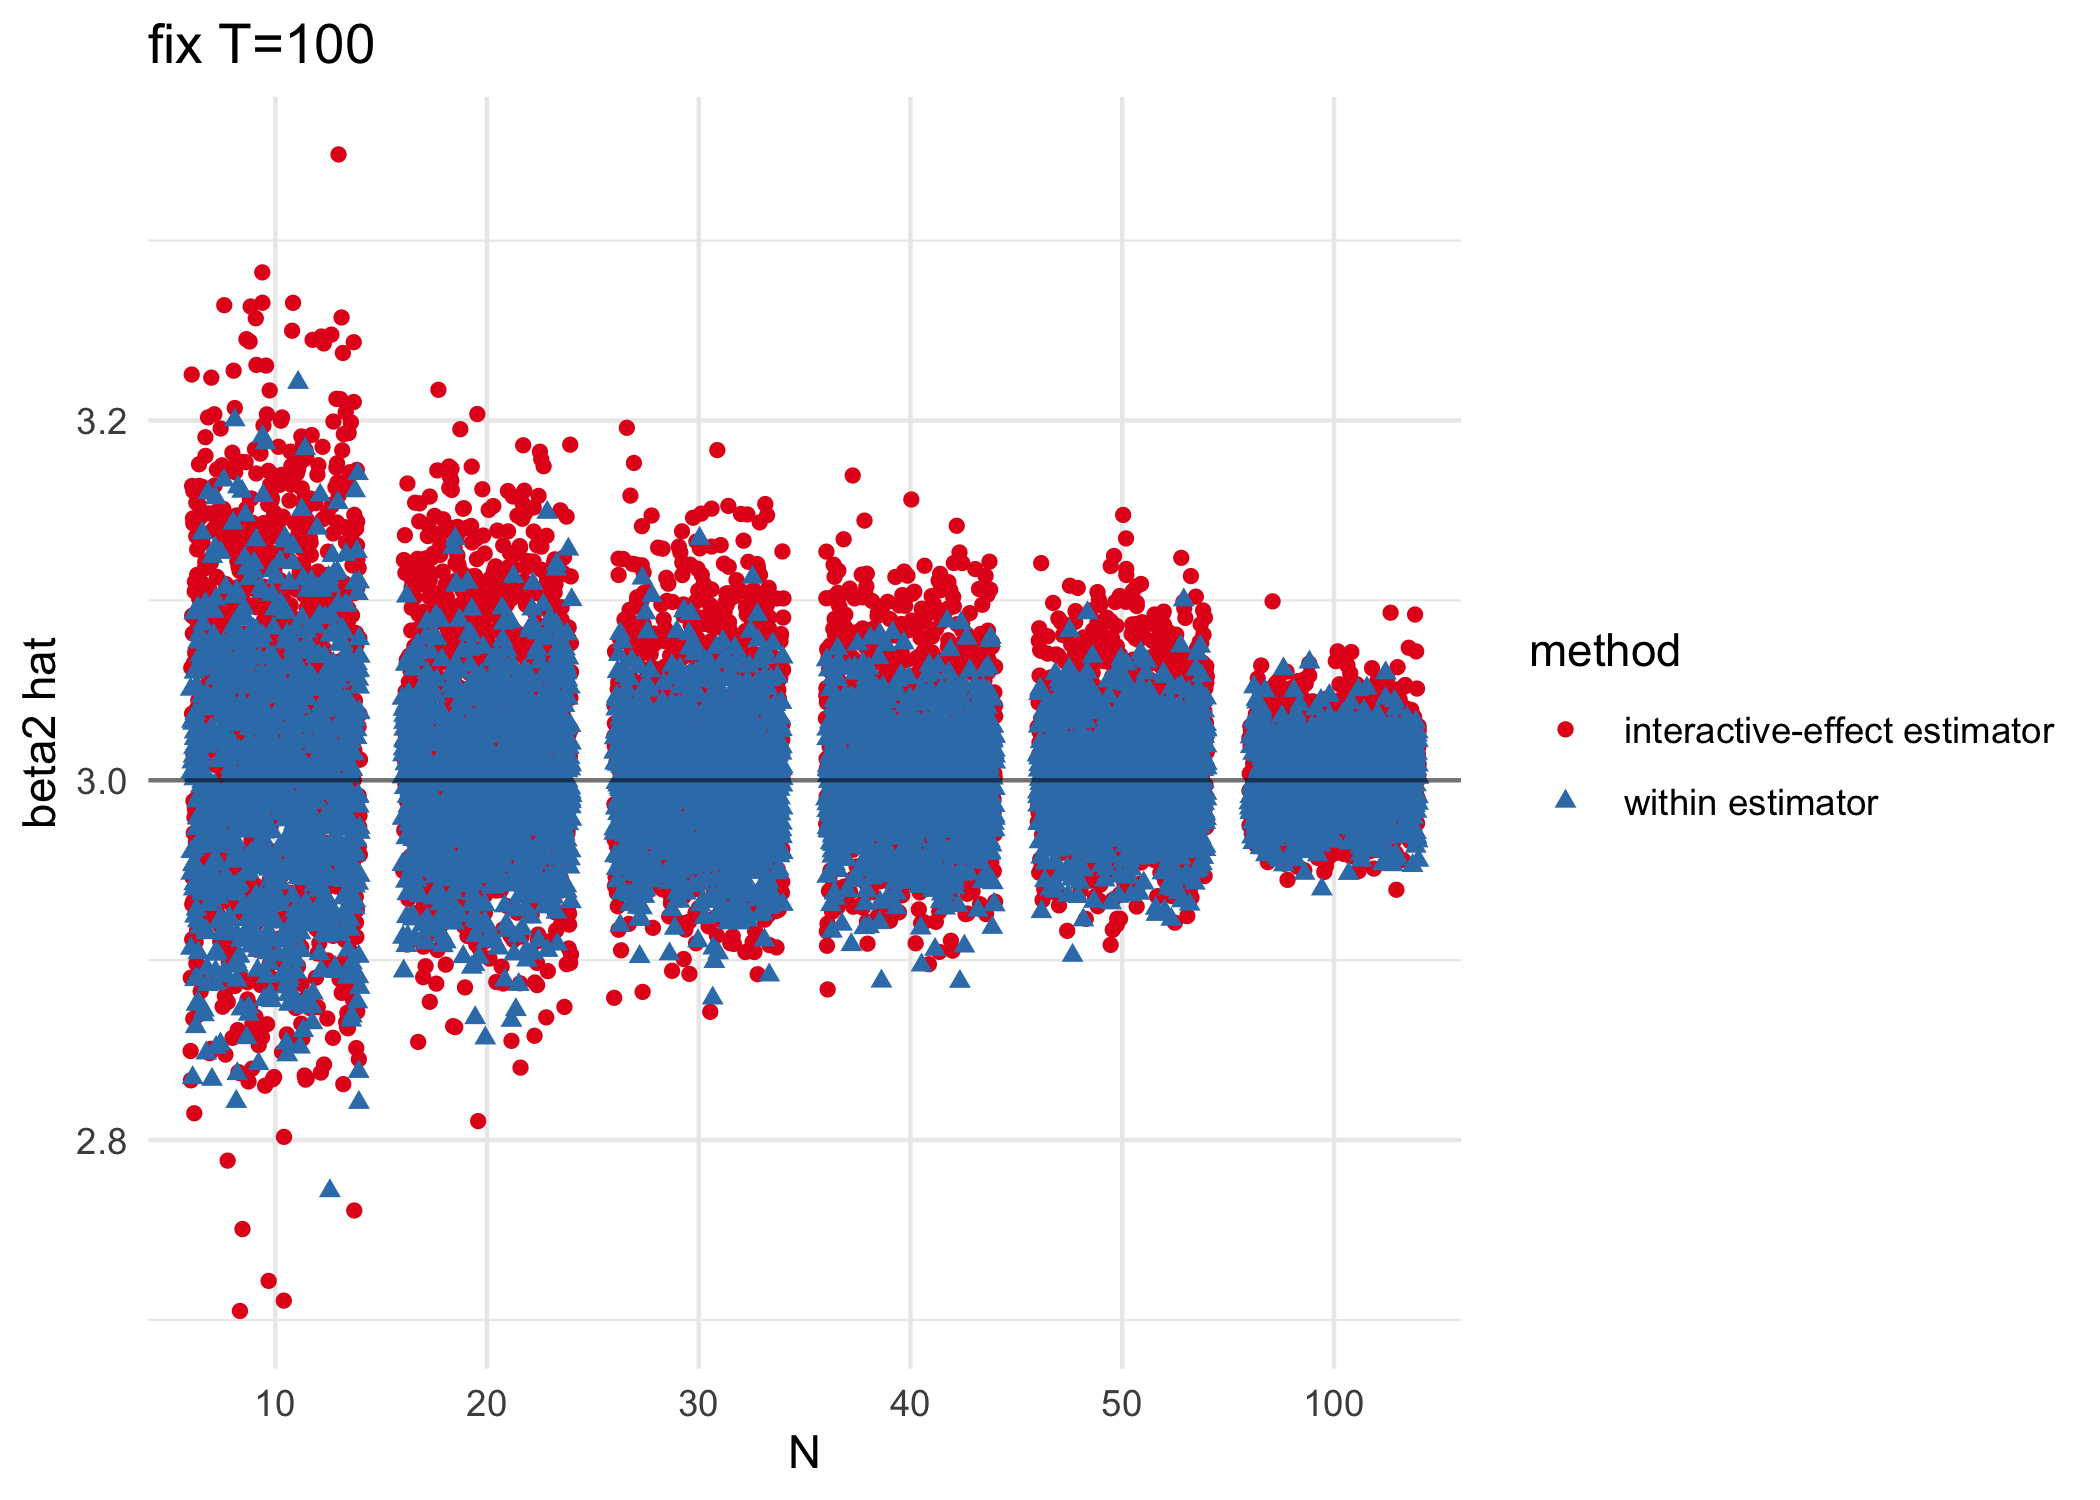 fix T=100
beta2 hat
3.2
3.0
2.8
10 20 30 40 50 100
N
method
interactive-effect estimator
within estimator